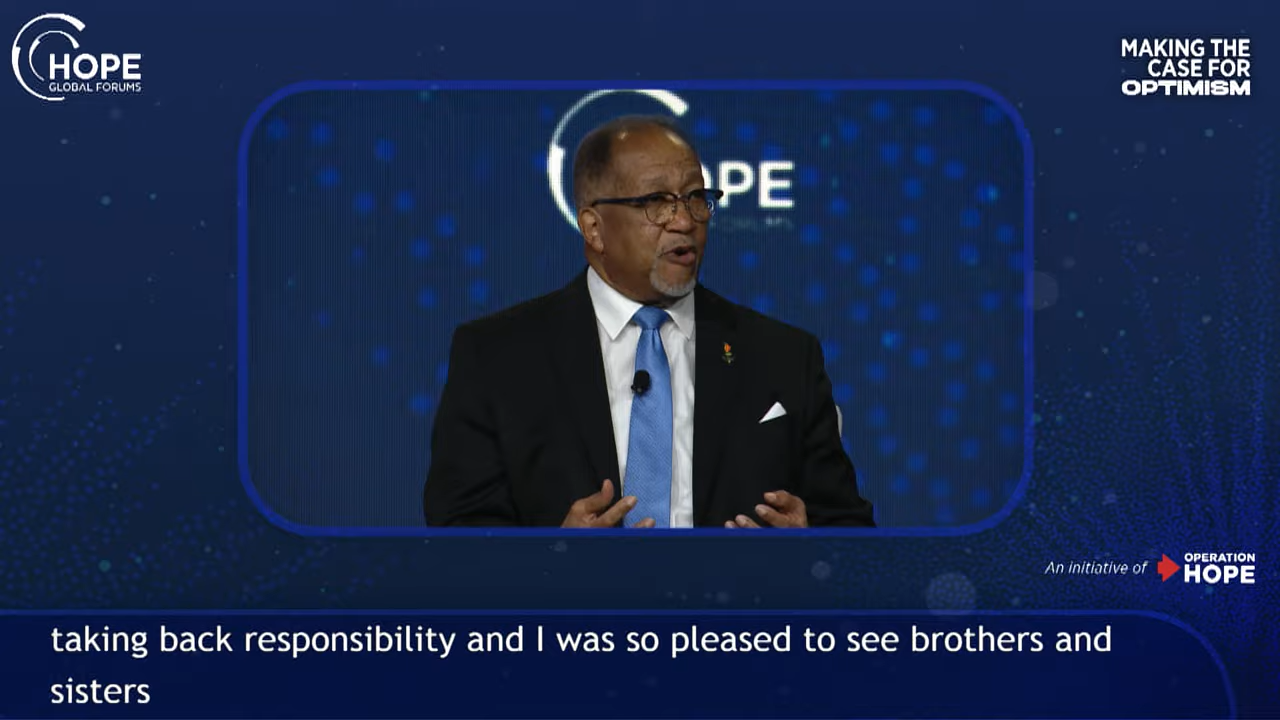 HOPE
GLOBAL FORUMS
MAKING THE
CASE FOR
OPTIMISM
OPE
An initiative of
OPERATION
HOPE
taking back responsibility and I was so pleased to see brothers and
sisters